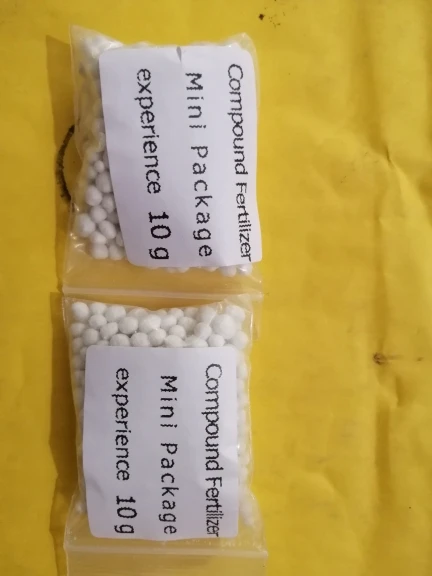 Compound Fertilizer
Mini Package
experience 10 g
Compound Fertilizer
Mini Package
experience 10 g